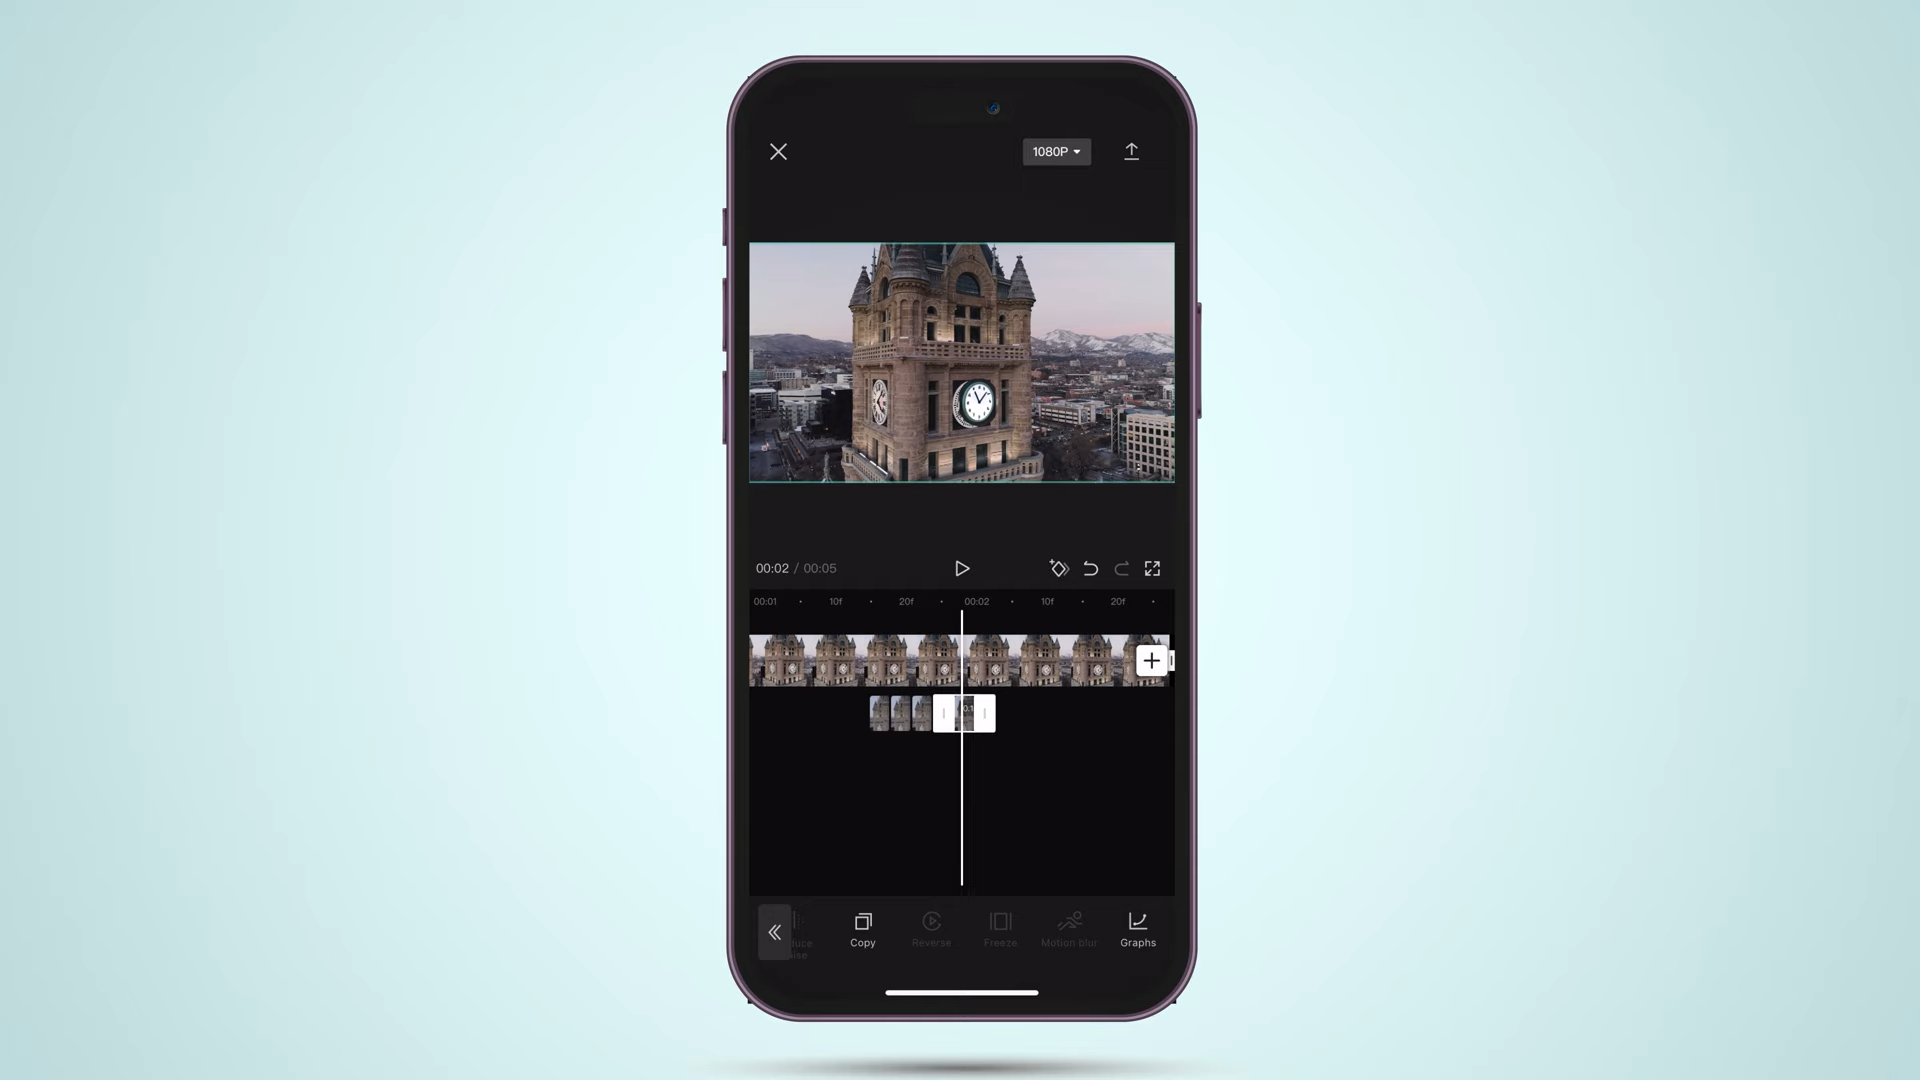 1080P
00:02 / 00:05
00:01 10f 20f 00:02 10f 20f
Copy Reverse Freeze Motion blur Graphs